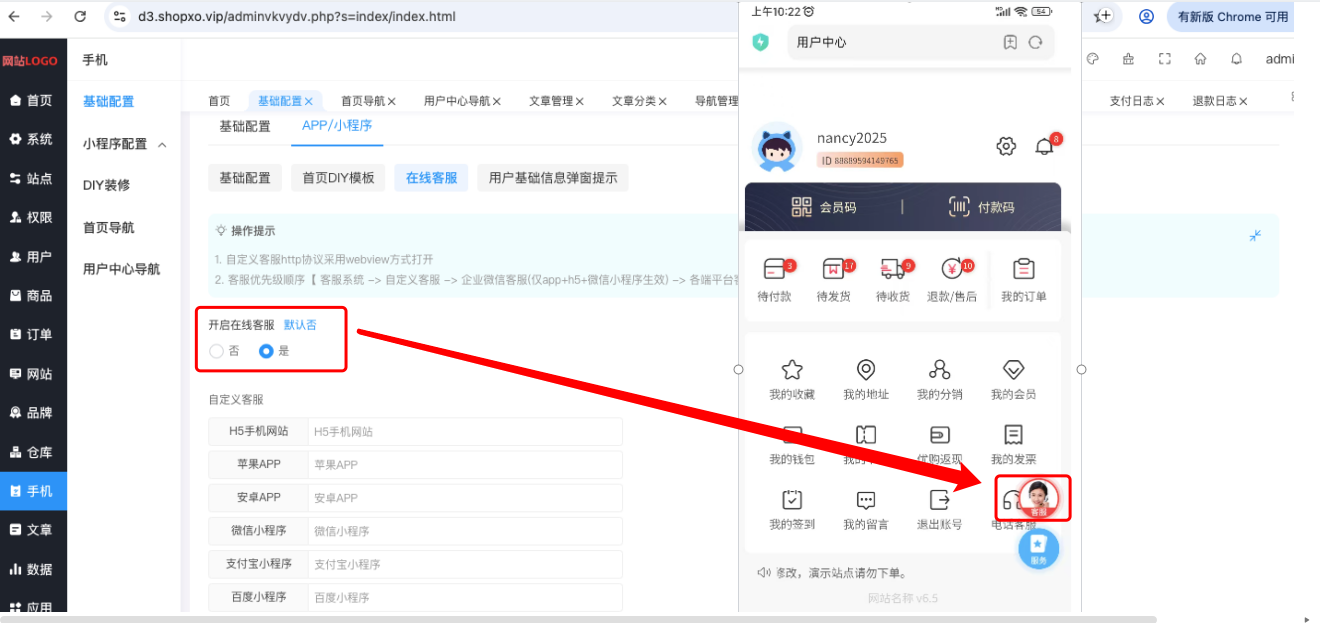 d3.shopxo.vip/adminvkvydv.php?s=index/index.html
有新版 Chrome 可用
网站LOGO
首页
系统
站点
权限
用户
商品
订单
网站
品牌
仓库
手机
文章
数据
应用
手机
基础配置
小程序配置
DIY装修
首页导航
用户中心导航
admi
首页
基础配置
首页导航
用户中心导航
文章管理
文章分类
导航管理
支付日志
退款日志
基础配置
APP/小程序
基础配置
首页DIY模板
在线客服
用户基础信息弹窗提示
操作提示
1. 自定义客服http协议采用webview方式打开
2. 客服优先级顺序【 客服系统 -> 自定义客服 -> 企业微信客服(仅app+h5+微信小程序生效) -> 各端平台
开启在线客服 默认否
否 是
自定义客服
H5手机网站 H5手机网站
苹果APP 苹果APP
安卓APP 安卓APP
微信小程序 微信小程序
支付宝小程序 支付宝小程序
百度小程序 百度小程序
上午10:22
54
用户中心
nancy2025
8
会员码 | 付款码
3 17 9 10
待付款 待发货 待收货 退款/售后 我的订单
我的收藏 我的地址 我的分销 我的会员
我的钱包 优购返现 我的发票
我的签到 我的留言 退出账号 电话客服
客服
服务
修改，演示站点请勿下单。
网站名称 v6.5